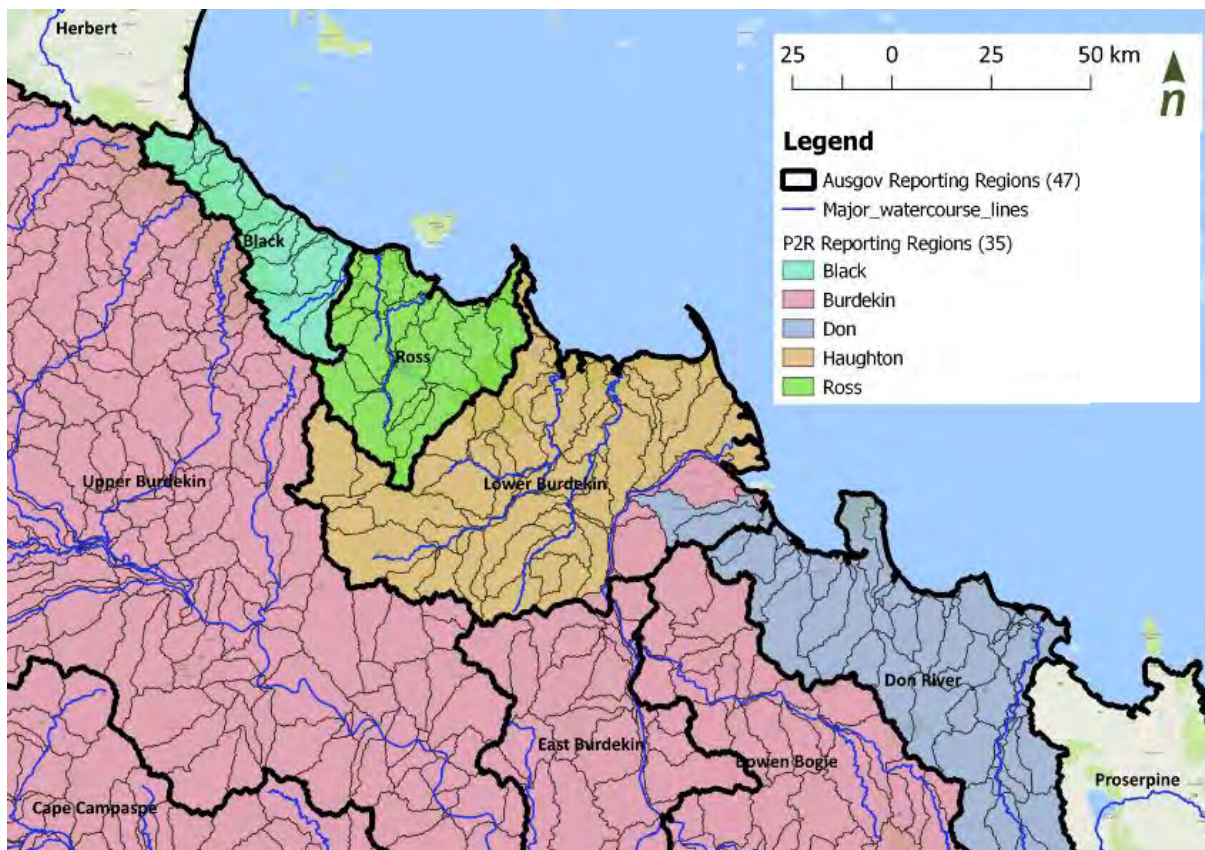 Herbert
25 0 25 50 km
n
Legend
Ausgov Reporting Regions (47)
Major_watercourse_lines
P2R Reporting Regions (35)
Black
Burdekin
Don
Haughton
Ross
Black
Ross
Upper Burdekin
Lower Burdekin
Don River
East Burdekin
Bowen Bogie
Proserpine
Cape Campaspe